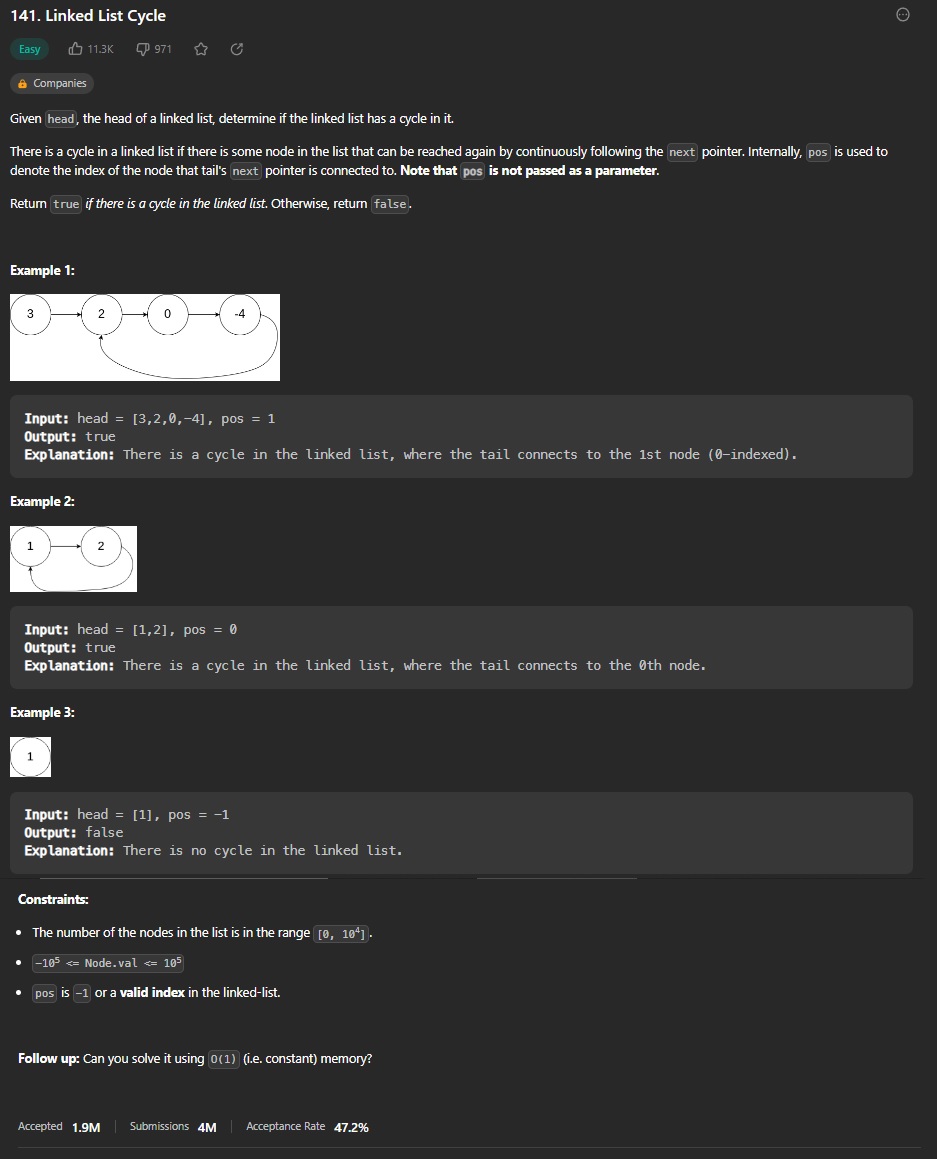 141. Linked List Cycle
Easy 11.3K 971
Companies
Given head, the head of a linked list, determine if the linked list has a cycle in it.
There is a cycle in a linked list if there is some node in the list that can be reached again by continuously following the next pointer. Internally, pos is used to
denote the index of the node that tail's next pointer is connected to. Note that pos is not passed as a parameter.
Return true if there is a cycle in the linked list. Otherwise, return false.
Example 1:
3 2 0 -4
Input: head = [3,2,0,-4], pos = 1
Output: true
Explanation: There is a cycle in the linked list, where the tail connects to the 1st node (0-indexed).
Example 2:
1 2
Input: head = [1,2], pos = 0
Output: true
Explanation: There is a cycle in the linked list, where the tail connects to the 0th node.
Example 3:
1
Input: head = [1], pos = -1
Output: false
Explanation: There is no cycle in the linked list.
Constraints:
• The number of the nodes in the list is in the range [0, 10⁴].
• -10⁵ <= Node.val <= 10⁵
• pos is -1 or a valid index in the linked-list.
Follow up: Can you solve it using O(1) (i.e. constant) memory?
Accepted 1.9M Submissions 4M Acceptance Rate 47.2%